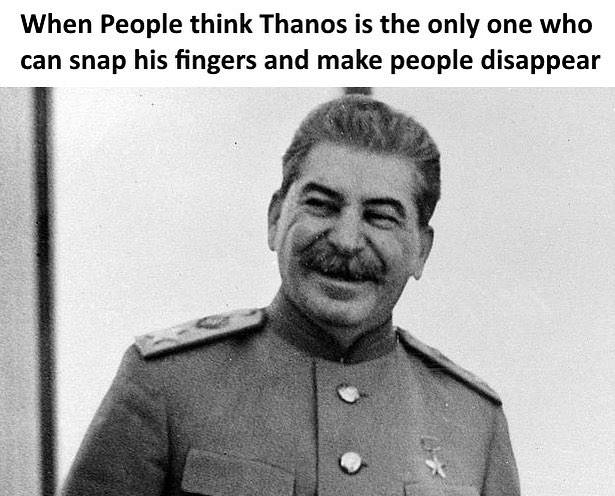 When People think Thanos is the only one who
can snap his fingers and make people disappear